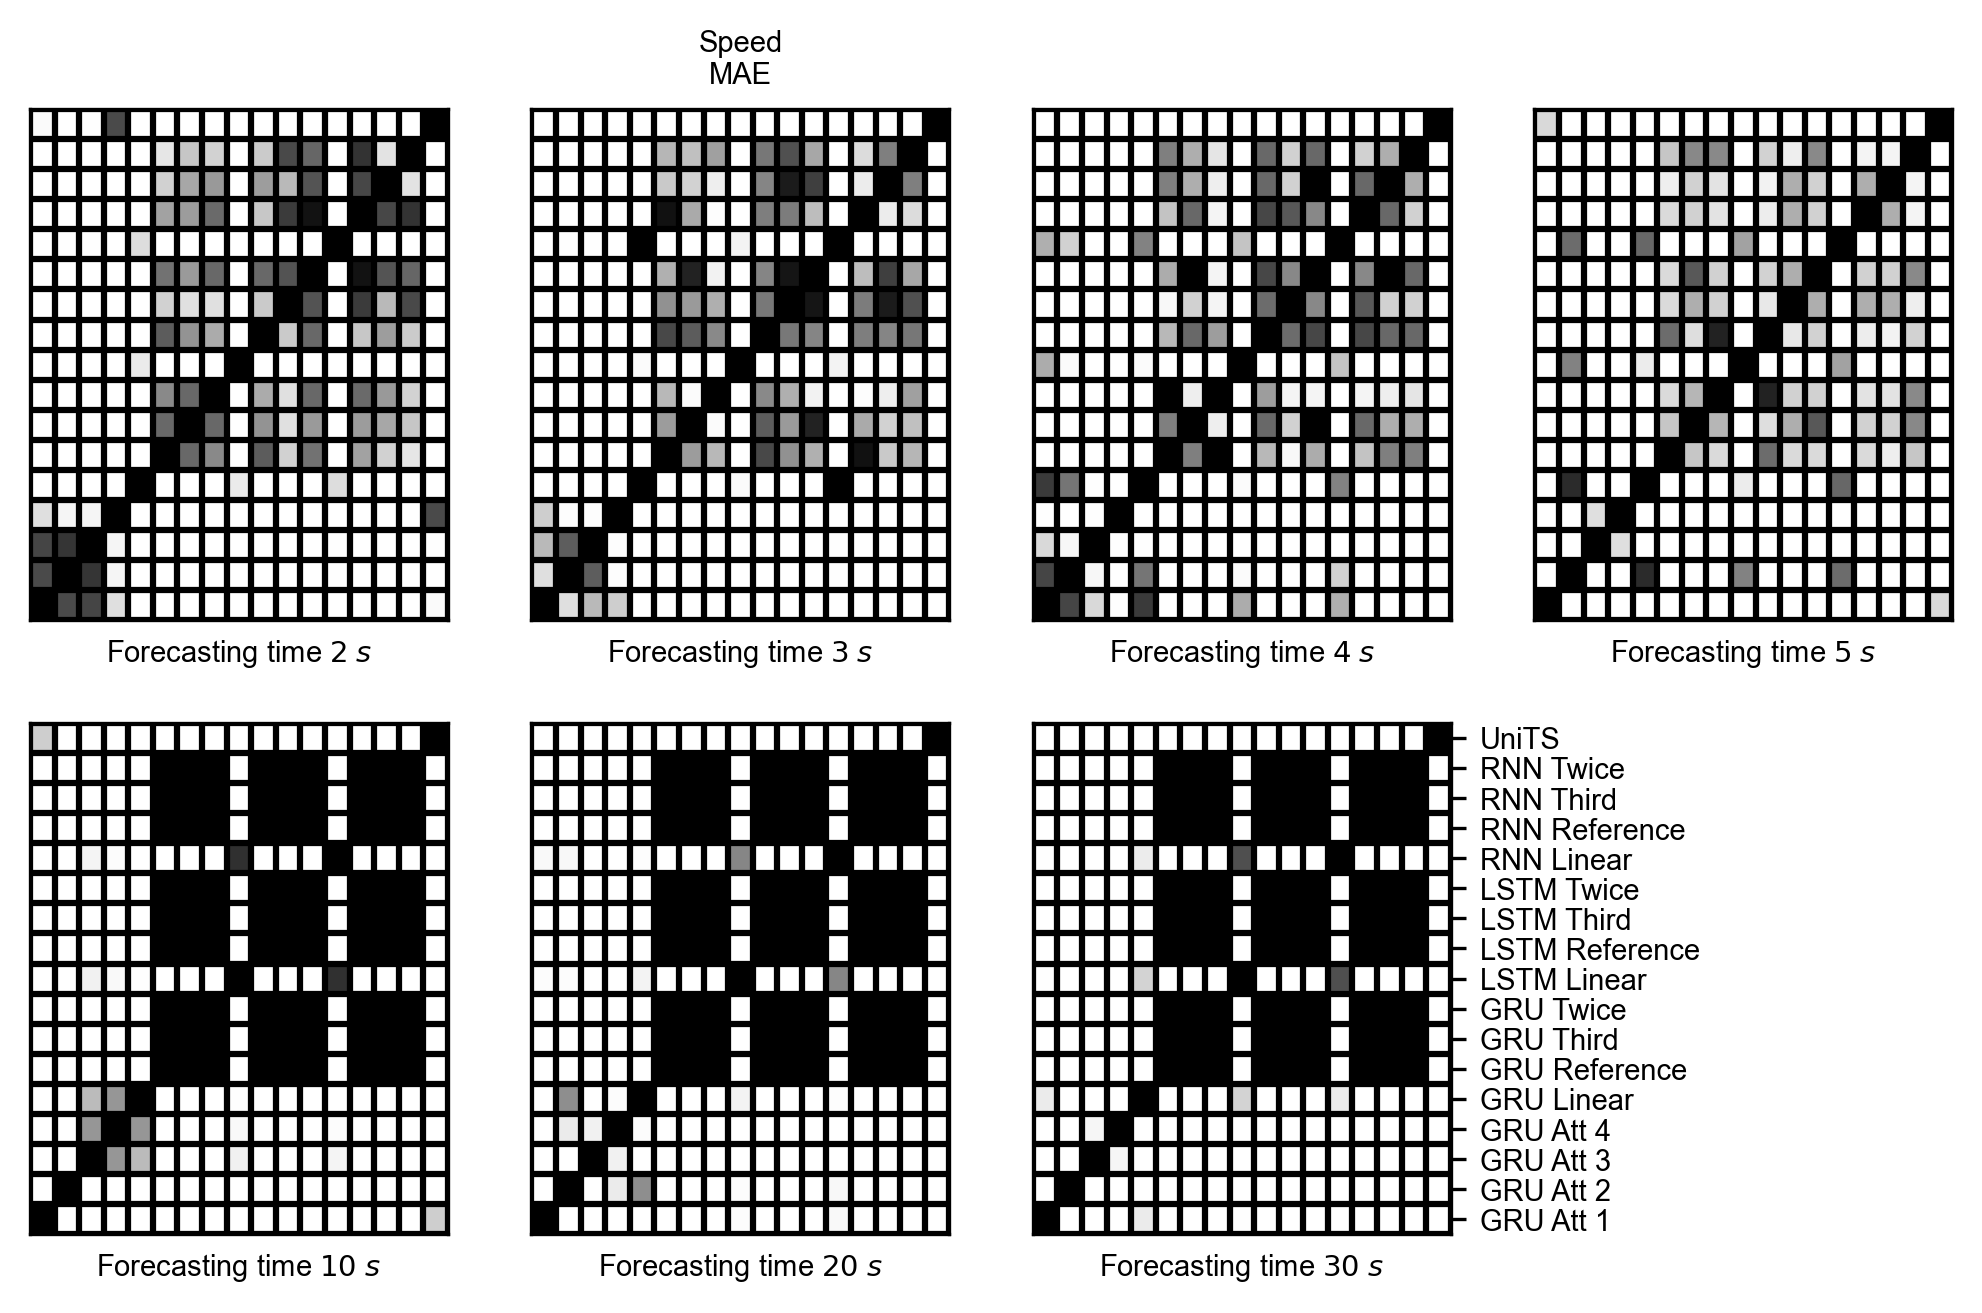 Speed
MAE
Forecasting time 2 s
Forecasting time 3 s
Forecasting time 4 s
Forecasting time 5 s
UniTS
RNN Twice
RNN Third
RNN Reference
RNN Linear
LSTM Twice
LSTM Third
LSTM Reference
LSTM Linear
GRU Twice
GRU Third
GRU Reference
GRU Linear
GRU Att 4
GRU Att 3
GRU Att 2
GRU Att 1
Forecasting time 10 s
Forecasting time 20 s
Forecasting time 30 s